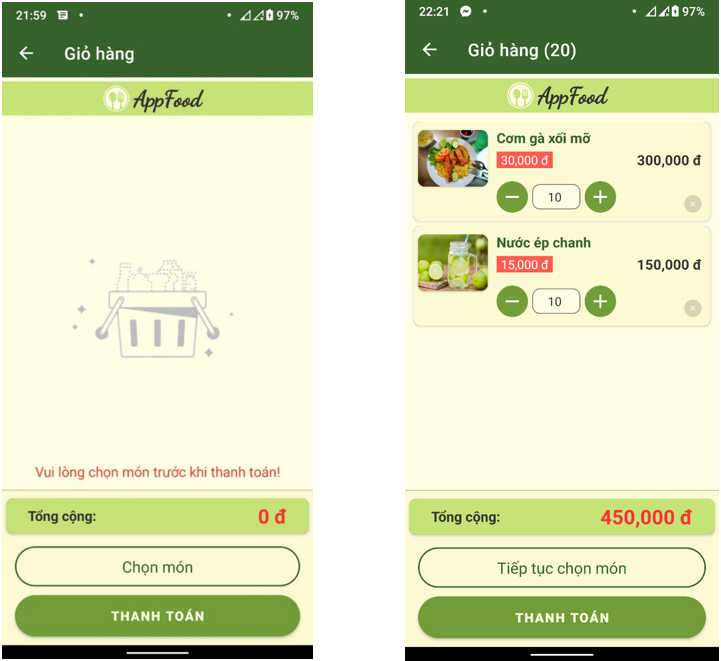 21:59
97%
Giỏ hàng
AppFood
Vui lòng chọn món trước khi thanh toán!
Tổng cộng:
0 đ
Chọn món
THANH TOÁN
22:21
97%
Giỏ hàng (20)
AppFood
Cơm gà xối mỡ
30,000 đ
300,000 đ
10
Nước ép chanh
15,000 đ
150,000 đ
10
Tổng cộng:
450,000 đ
Tiếp tục chọn món
THANH TOÁN